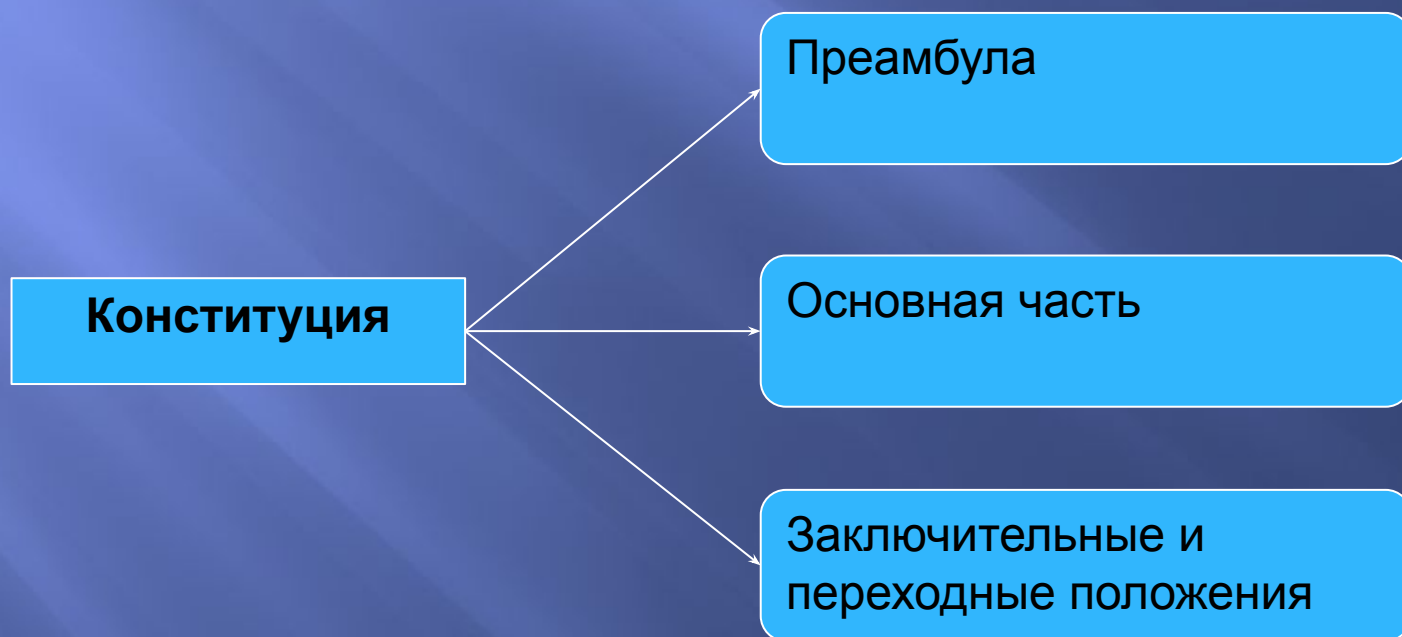 Преамбула
Конституция
Основная часть
Заключительные и
переходные положения